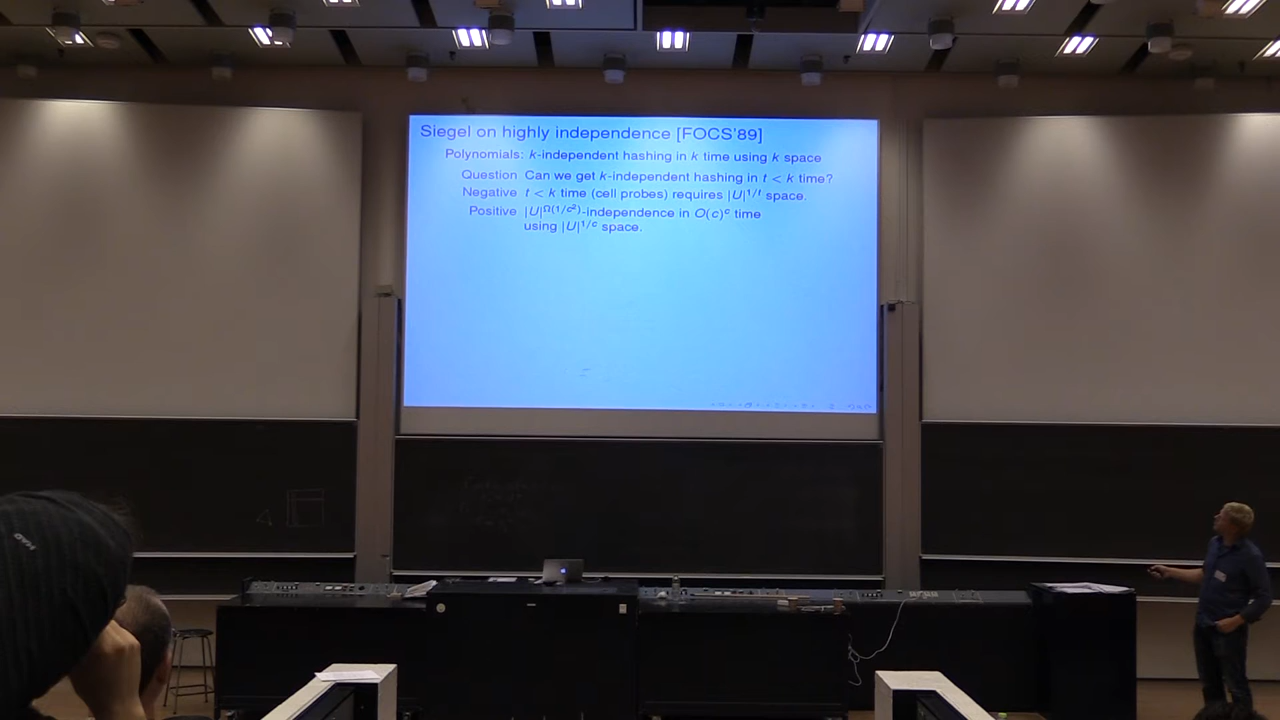 Siegel on highly independence [FOCS'89]
Polynomials: k-independent hashing in k time using k space
Question Can we get k-independent hashing in t < k time?
Negative t < k time (cell probes) requires |U|^{1/t} space.
Positive |U|^{Ω(1/c²)}-independence in O(c)^c time
using |U|^{1/c} space.